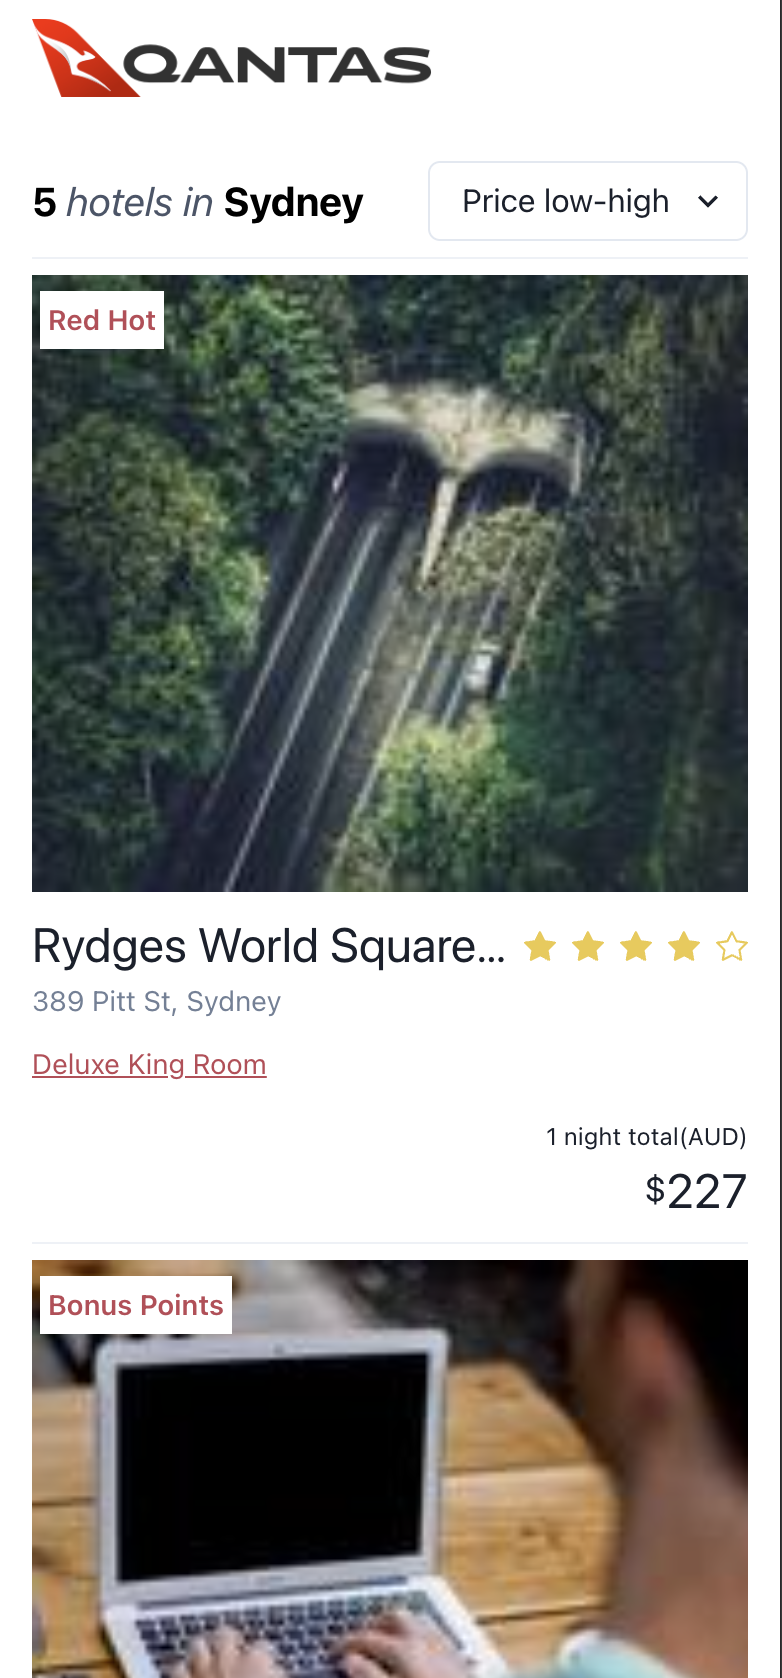 QANTAS
5 hotels in Sydney
Price low-high
Red Hot
Rydges World Square...
389 Pitt St, Sydney
Deluxe King Room
1 night total(AUD)
$227
Bonus Points